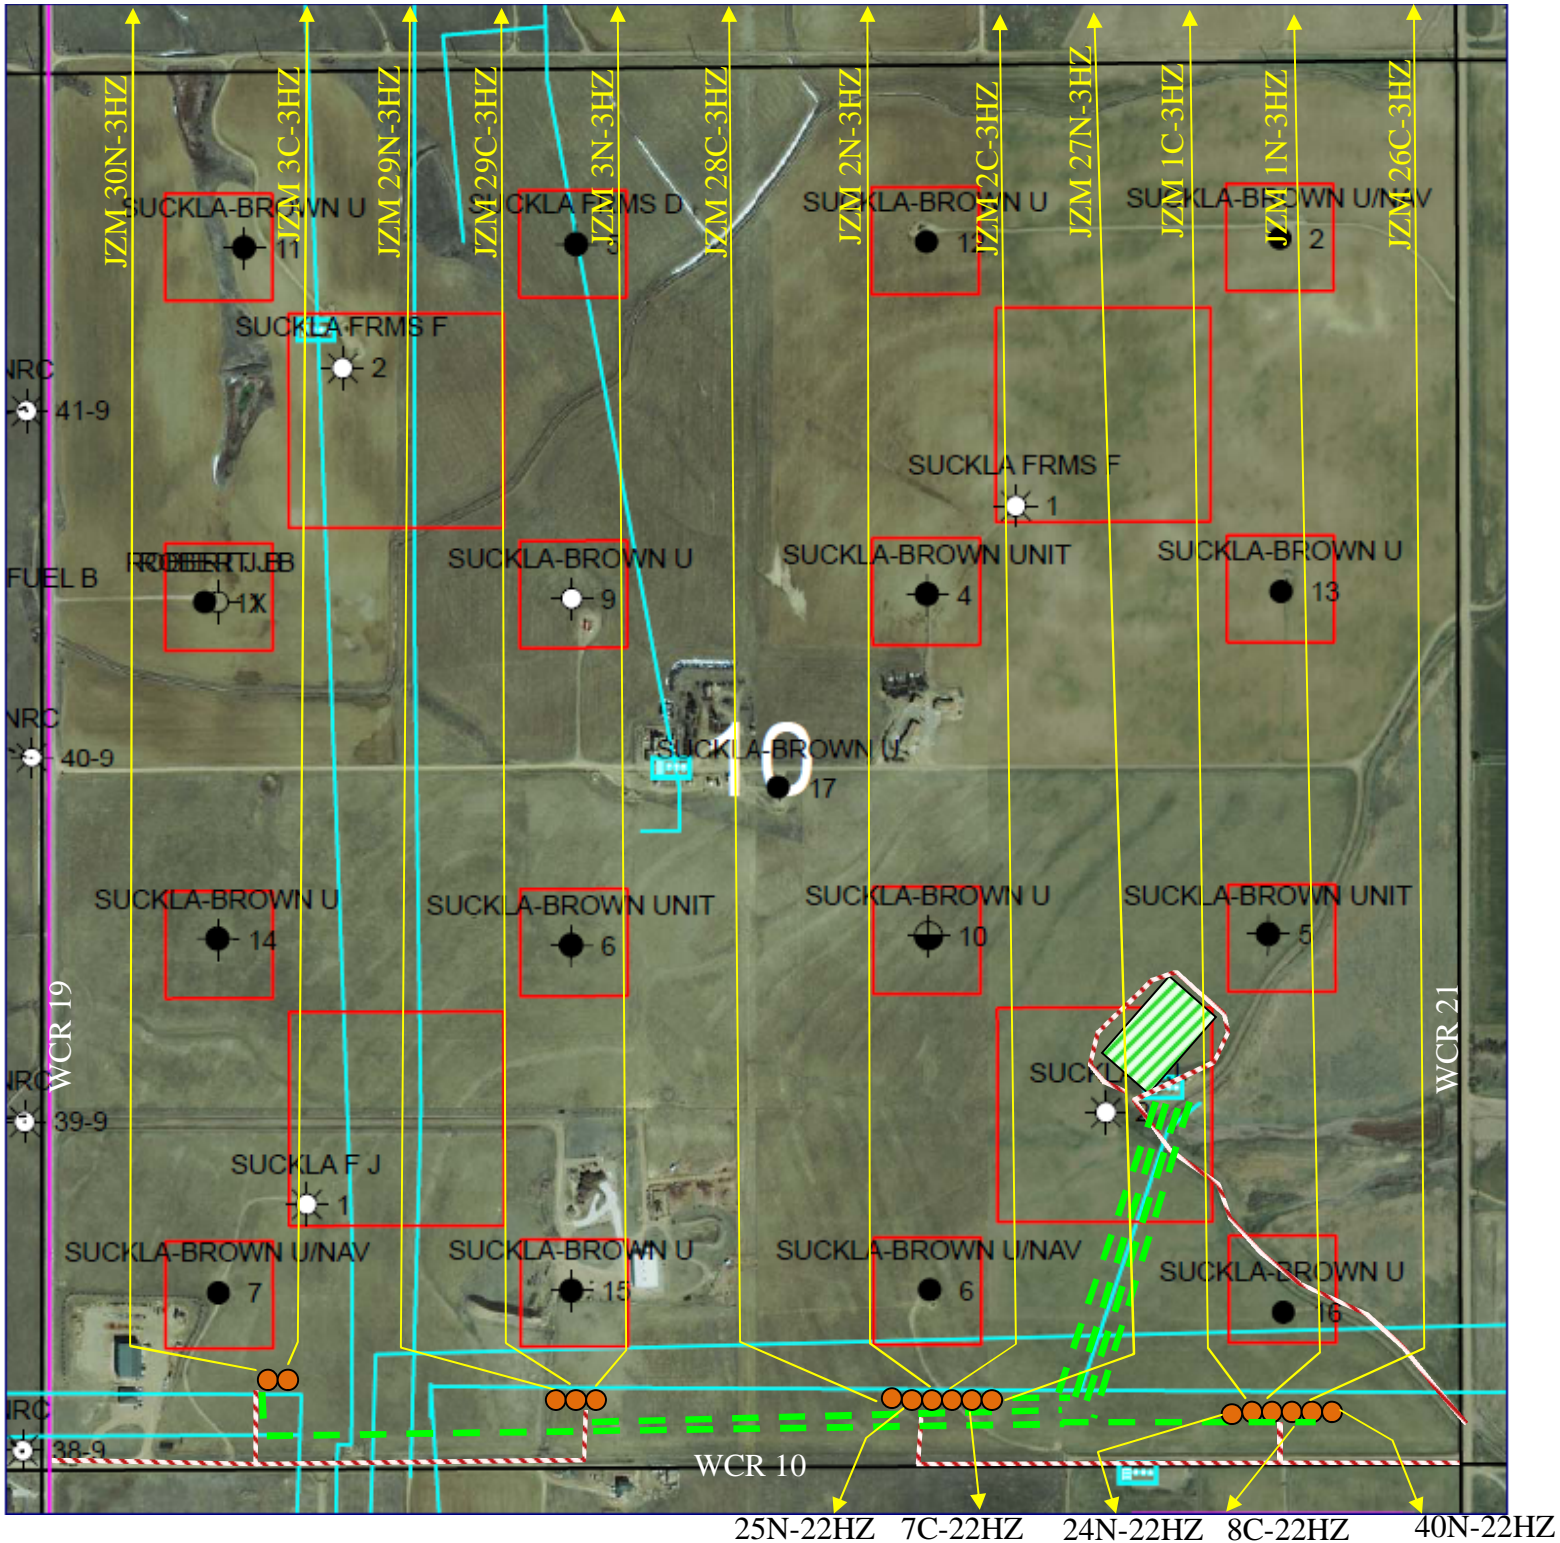 JZM 30N-3HZ
JZM 3C-3HZ
JZM 29N-3HZ
JZM 29C-3HZ
JZM 3N-3HZ
JZM 28C-3HZ
JZM 2N-3HZ
JZM 2C-3HZ
JZM 27N-3HZ
JZM 1C-3HZ
JZM 1N-3HZ
JZM 26C-3HZ
SUCKLA-BROWN U
11
SUCKLA FRMS D
SUCKLA-BROWN U
12
SUCKLA-BROWN U/NAV
2
SUCKLA FRMS F
2
NRC
41-9
SUCKLA FRMS F
1
FUEL B
1X
SUCKLA-BROWN U
9
SUCKLA-BROWN UNIT
4
SUCKLA-BROWN U
13
NRC
40-9
10
SUCKLA-BROWN U
17
SUCKLA-BROWN U
14
SUCKLA-BROWN UNIT
6
SUCKLA-BROWN U
10
SUCKLA-BROWN UNIT
5
WCR 19
WCR 21
NRC
39-9
SUCKLA F J
1
SUCKLA-BROWN U/NAV
7
SUCKLA-BROWN U
15
SUCKLA-BROWN U/NAV
6
SUCKLA-BROWN U
16
NRC
38-9
WCR 10
25N-22HZ
7C-22HZ
24N-22HZ
8C-22HZ
40N-22HZ